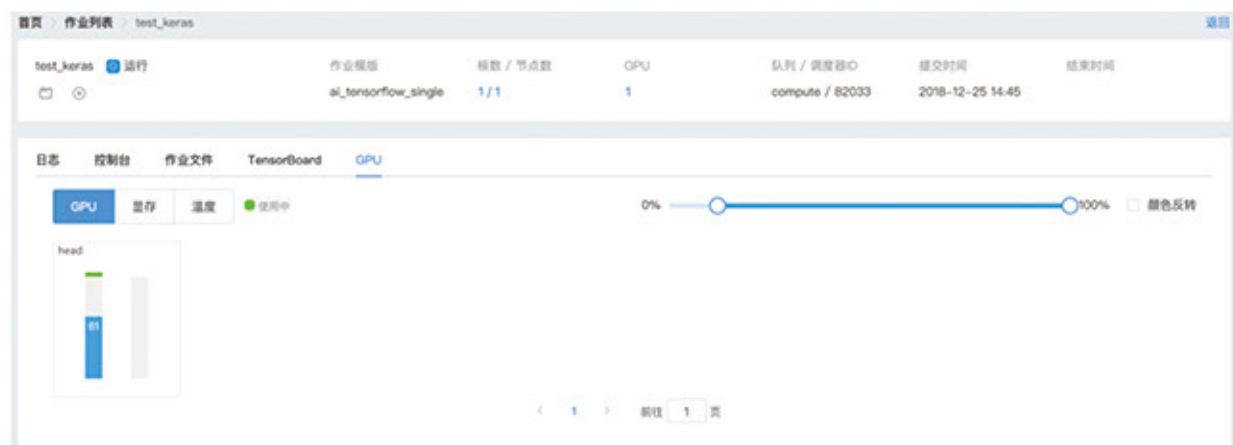 首页 作业列表 test_keras 返回
test_keras 运行 作业模版 核数 / 节点数 GPU 队列 / 调度器ID 提交时间 结束时间
ai_tensorflow_single 1 / 1 1 compute / 82033 2018-12-25 14:45
日志 控制台 作业文件 TensorBoard GPU
GPU 显存 温度 使用中 0% 100% 颜色反转
head
61
< 1 > 前往 1 页